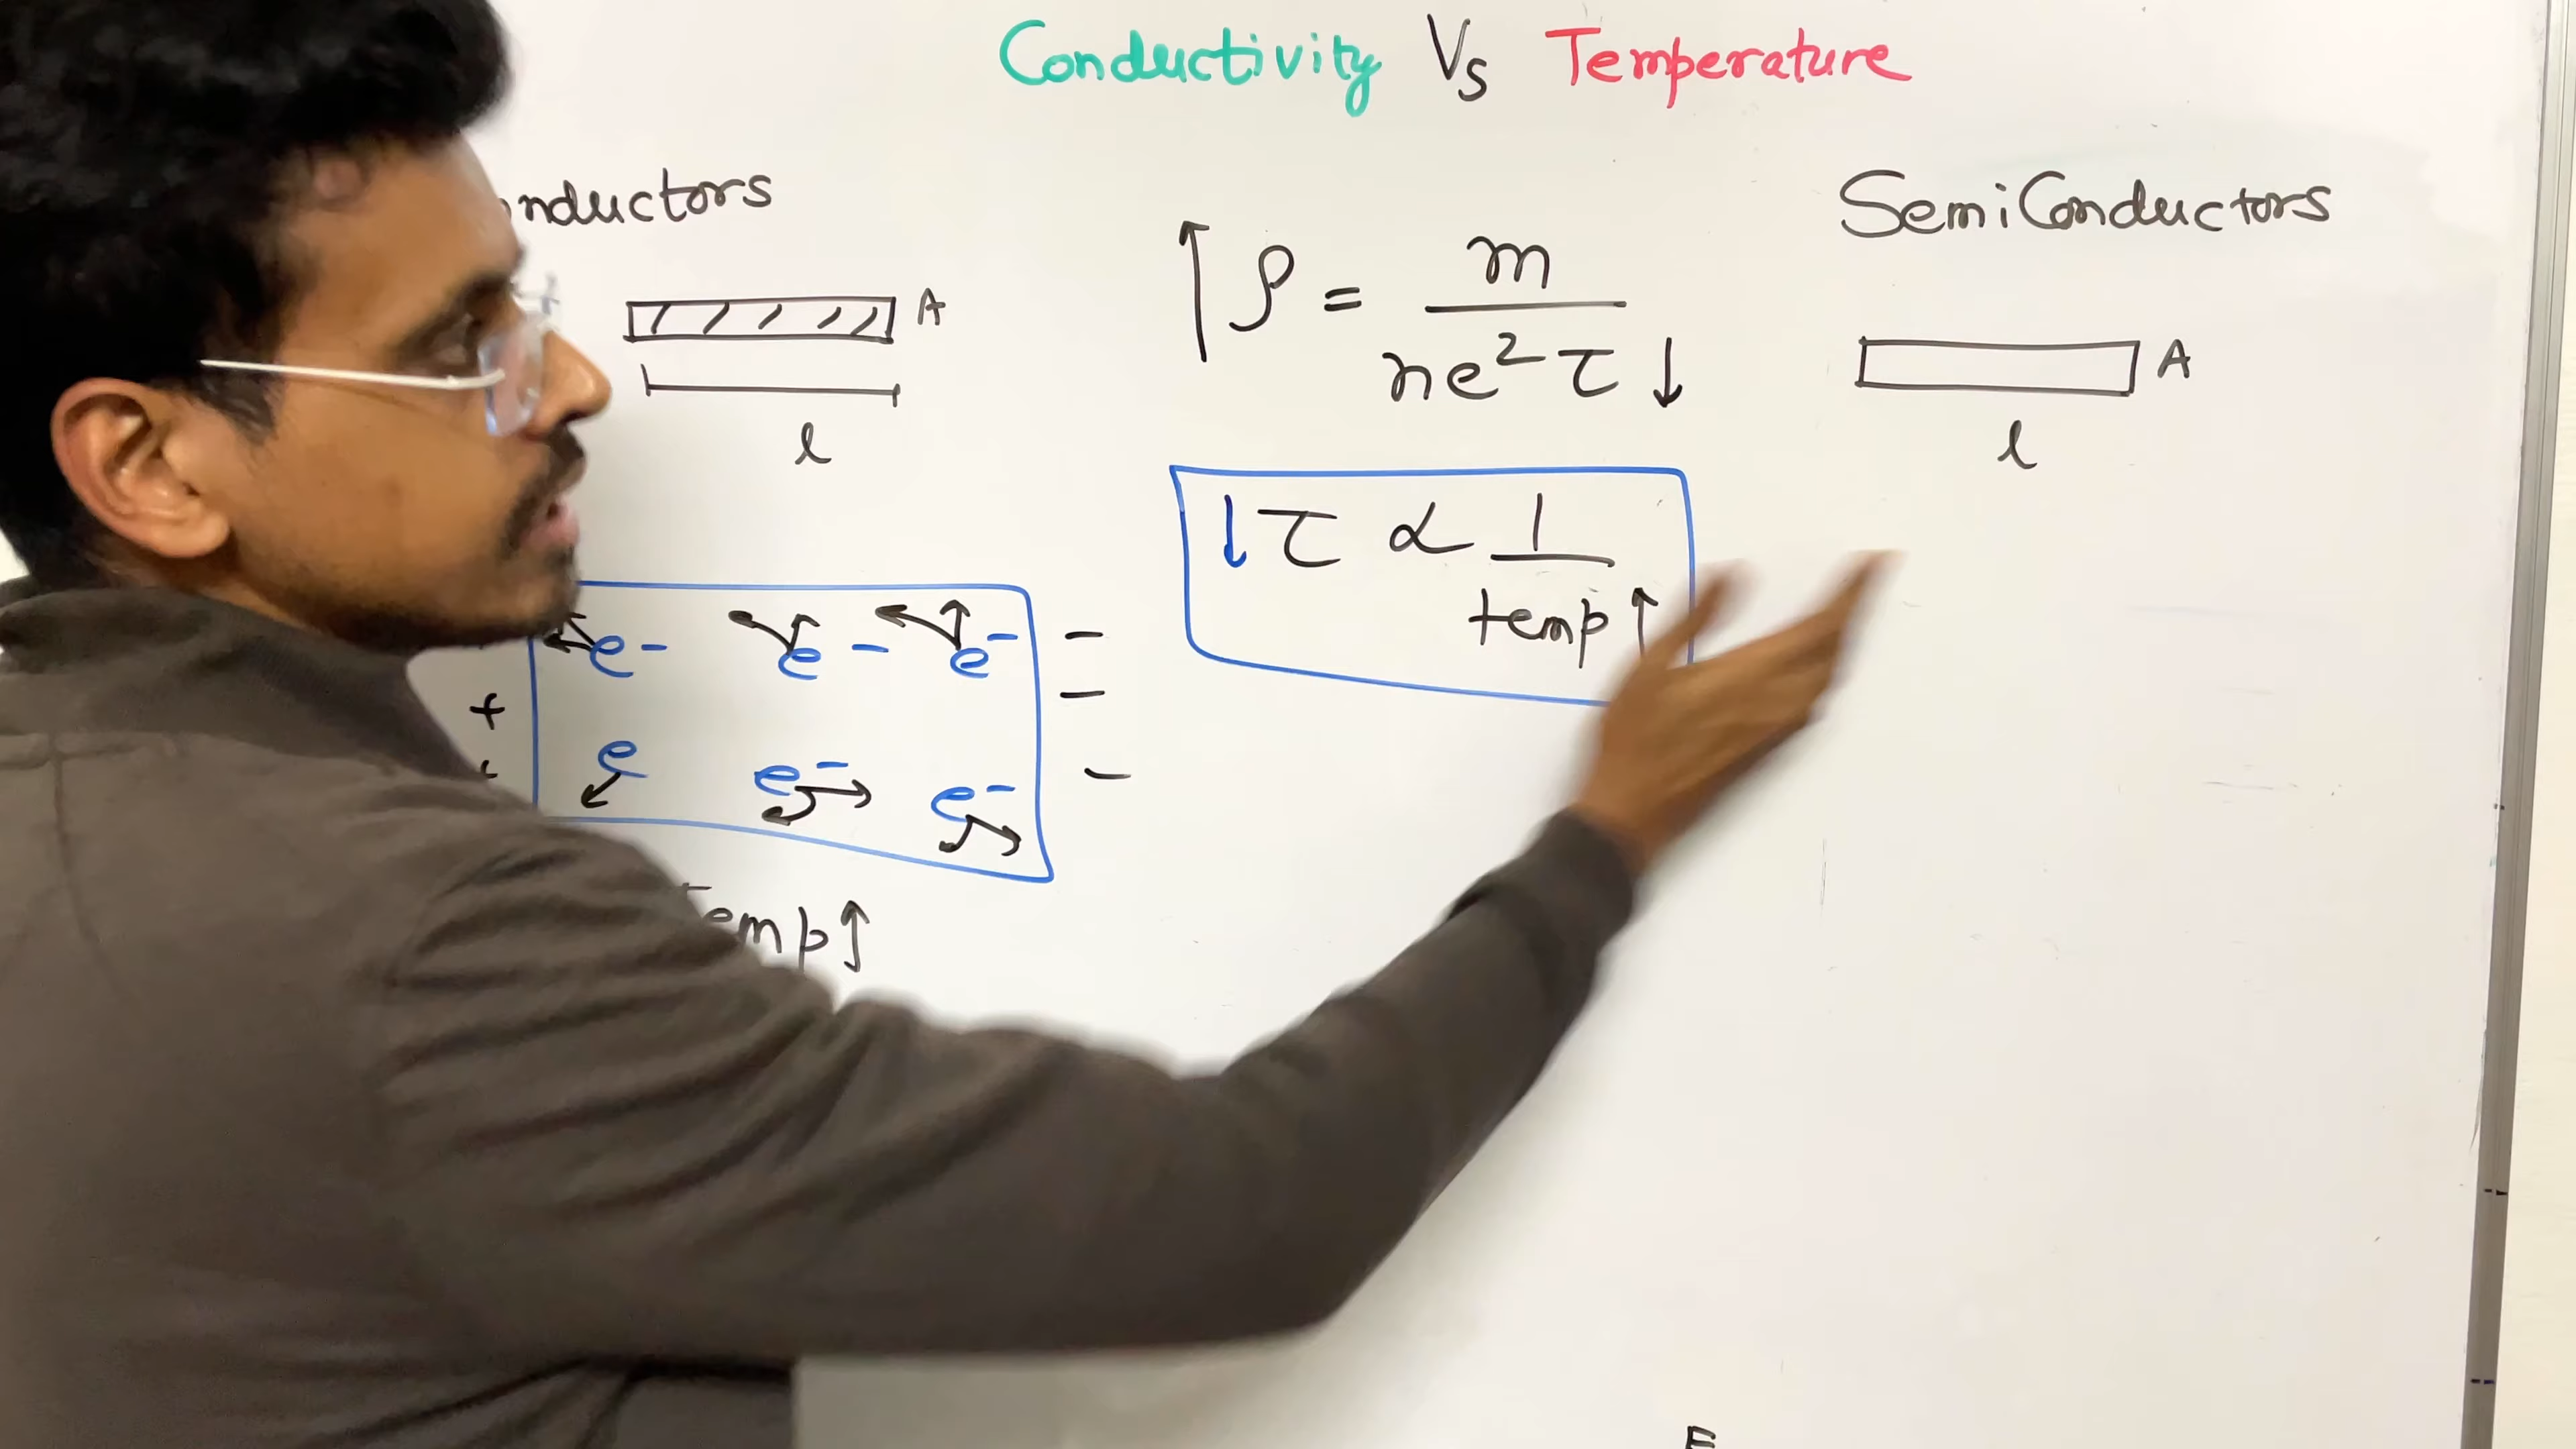 Conductivity Vs Temperature
nductors
A
l
e-
e-
e-
-
-
-
+
+
e
e-
e-
emp↑
↑ρ = m
ne²τ↓
↓τ ∝ 1
temp↑
SemiConductors
A
l
E